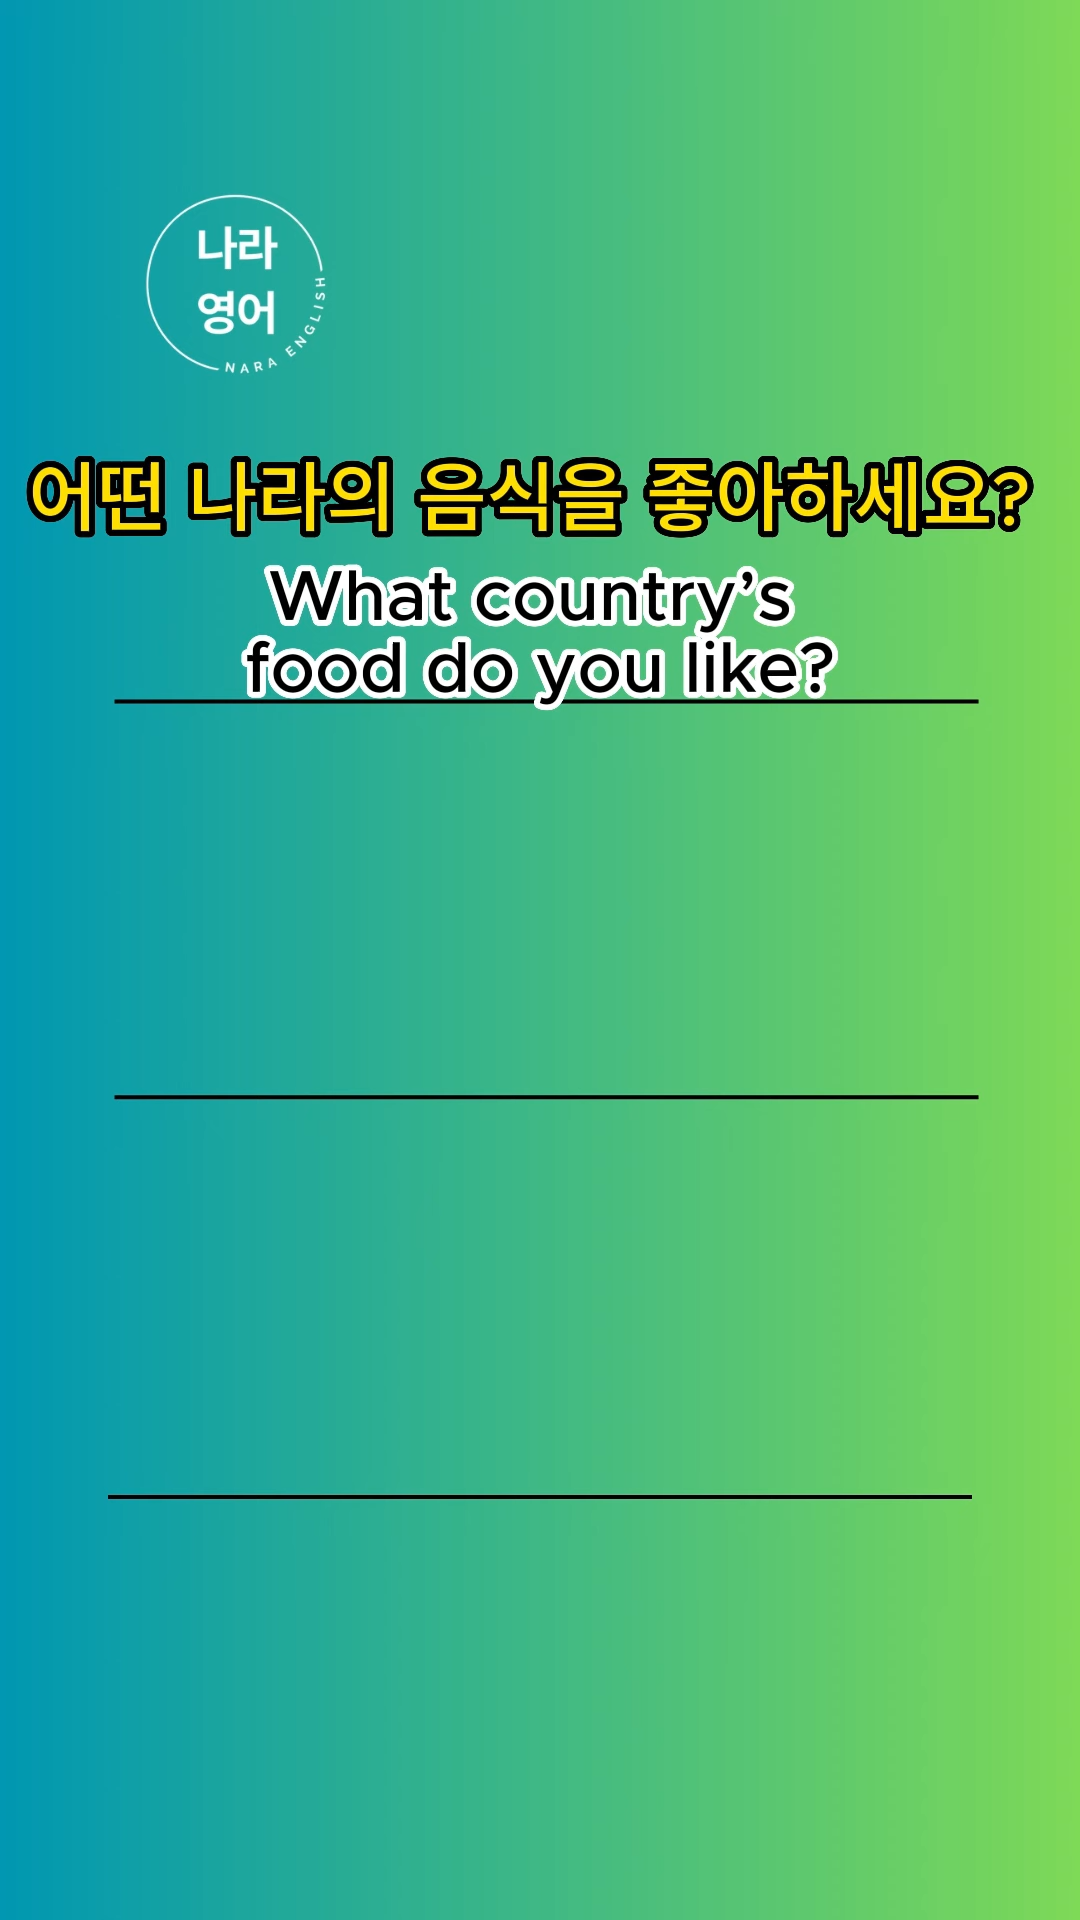 나라
영어
NARA ENGLISH
어떤 나라의 음식을 좋아하세요?
What country’s
food do you like?